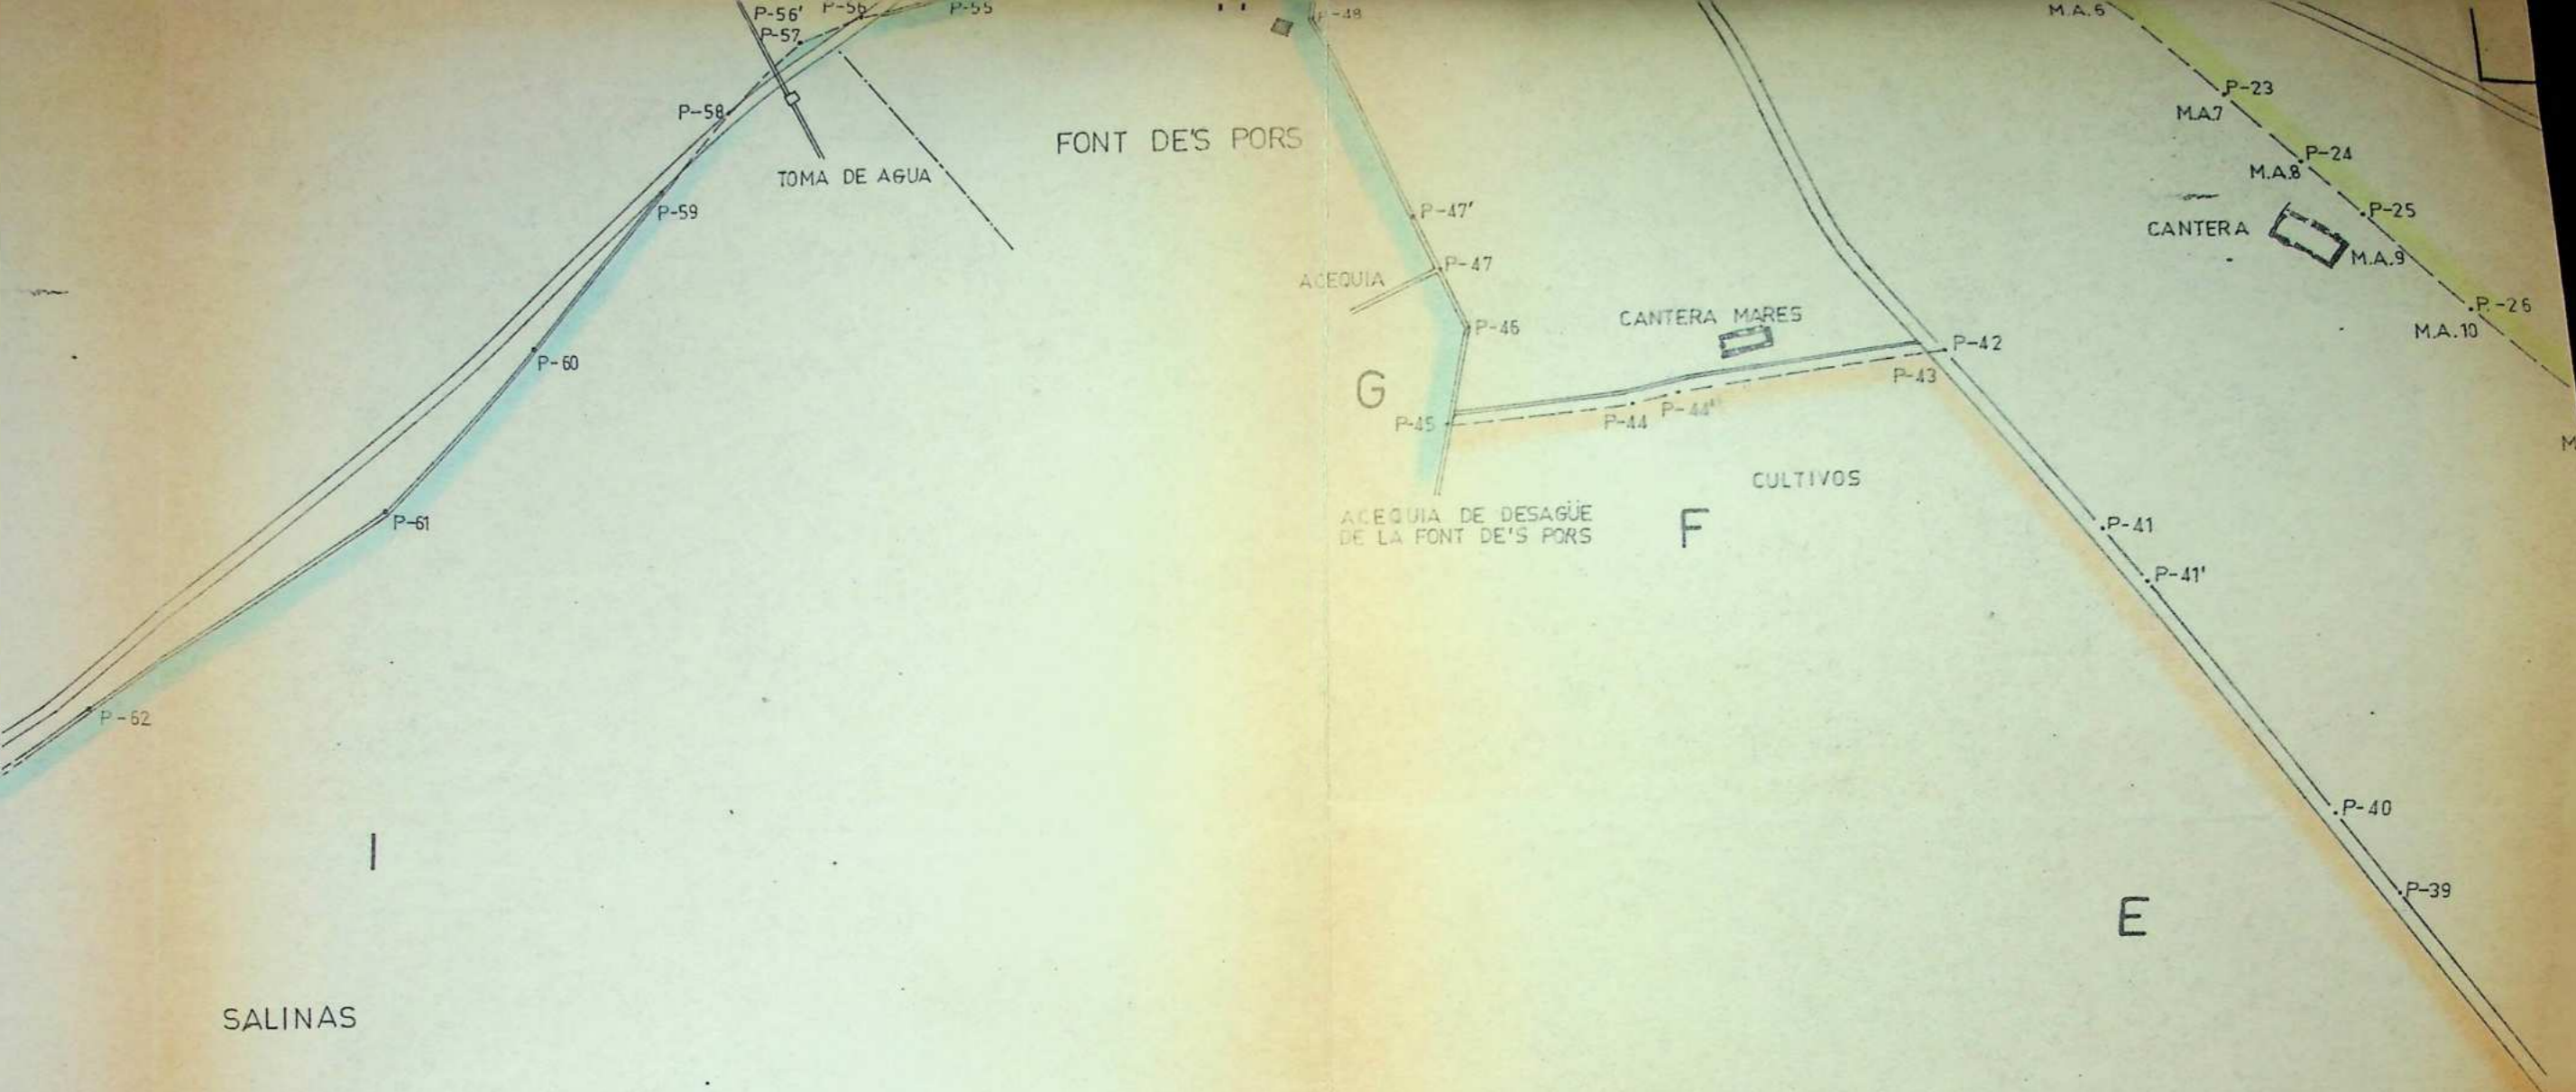 P-56'
P-56
P-55
P-57
P-48
M.A.6
P-58
P-23
M.A.7
FONT DE'S PORS
P-24
M.A.8
TOMA DE AGUA
P-59
P-47'
P-25
CANTERA
M.A.9
P-47
ACEQUIA
P-26
M.A.10
CANTERA MARES
P-46
P-42
P-60
P-43
G
P-44'
P-44
P-45
CULTIVOS
ACEQUIA DE DESAGÜE
DE LA FONT DE'S PORS
F
P-61
P-41
P-41'
P-62
P-40
I
P-39
E
SALINAS